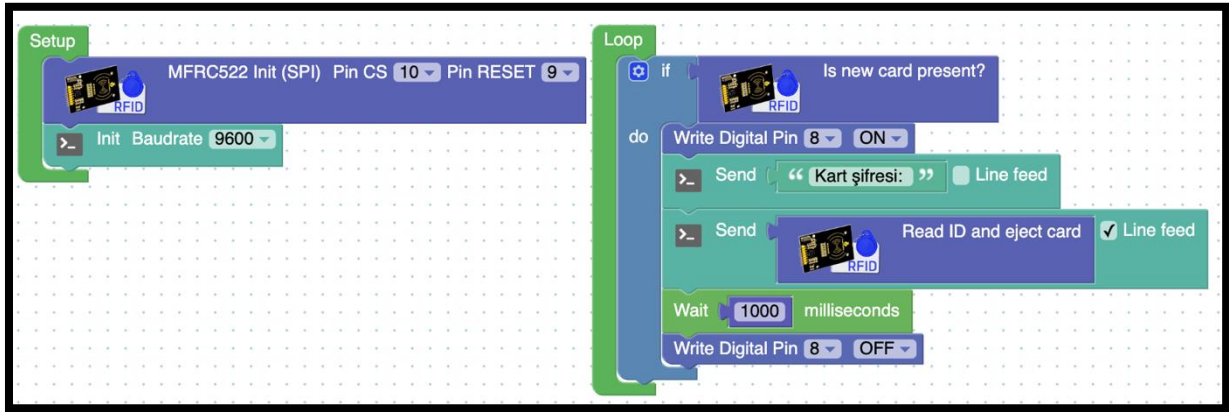 Setup
MFRC522 Init (SPI) Pin CS 10 Pin RESET 9
RFID
Init Baudrate 9600
Loop
if Is new card present?
RFID
do Write Digital Pin 8 ON
Send “ Kart şifresi: ” Line feed
Send Read ID and eject card Line feed
RFID
Wait 1000 milliseconds
Write Digital Pin 8 OFF